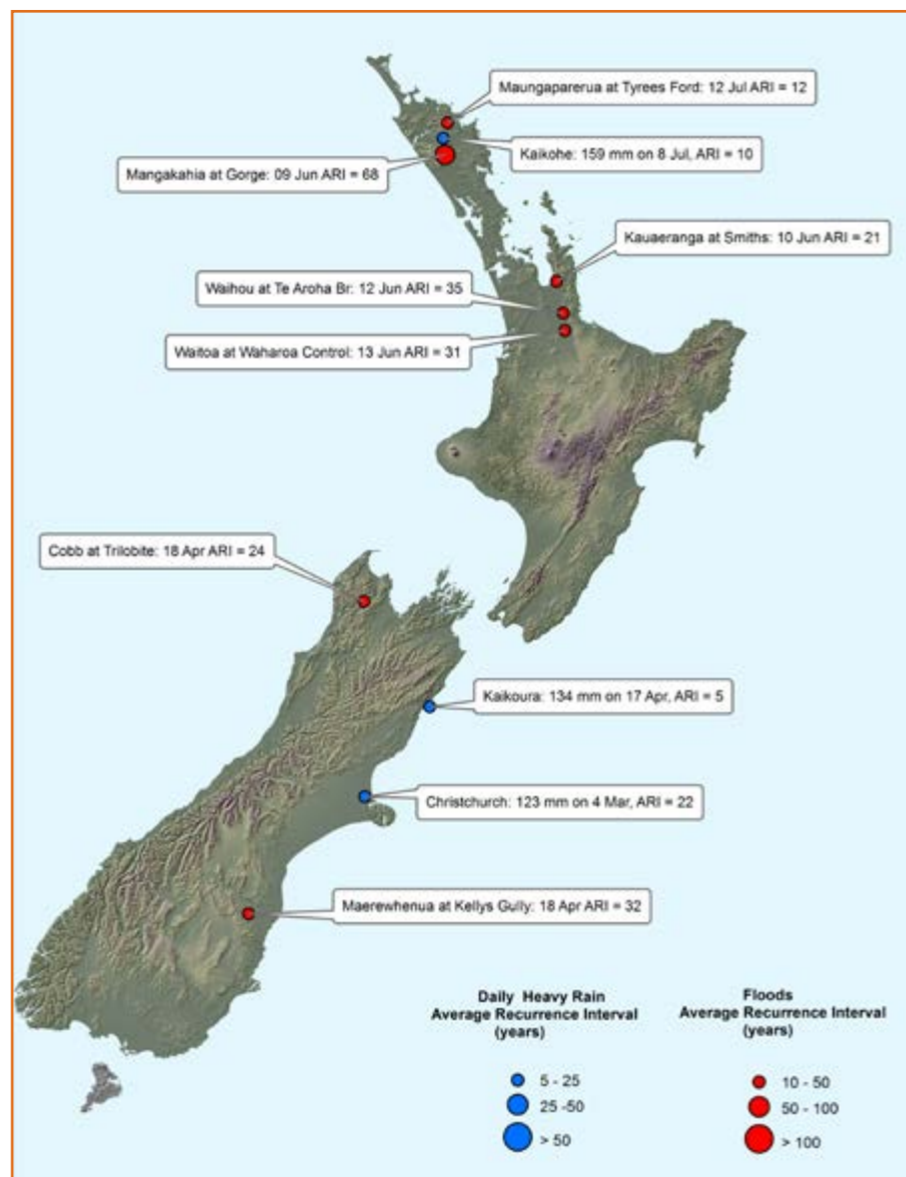 Maungaparerua at Tyrees Ford: 12 Jul ARI = 12
Kaikohe: 159 mm on 8 Jul, ARI = 10
Mangakahia at Gorge: 09 Jun ARI = 68
Kauaeranga at Smiths: 10 Jun ARI = 21
Waihou at Te Aroha Br: 12 Jun ARI = 35
Waitoa at Waharoa Control: 13 Jun ARI = 31
Cobb at Trilobite: 18 Apr ARI = 24
Kaikoura: 134 mm on 17 Apr, ARI = 5
Christchurch: 123 mm on 4 Mar, ARI = 22
Maerewhenua at Kellys Gully: 18 Apr ARI = 32
Daily Heavy Rain
Average Recurrence Interval
(years)
5 - 25
25 -50
> 50
Floods
Average Recurrence Interval
(years)
10 - 50
50 - 100
> 100